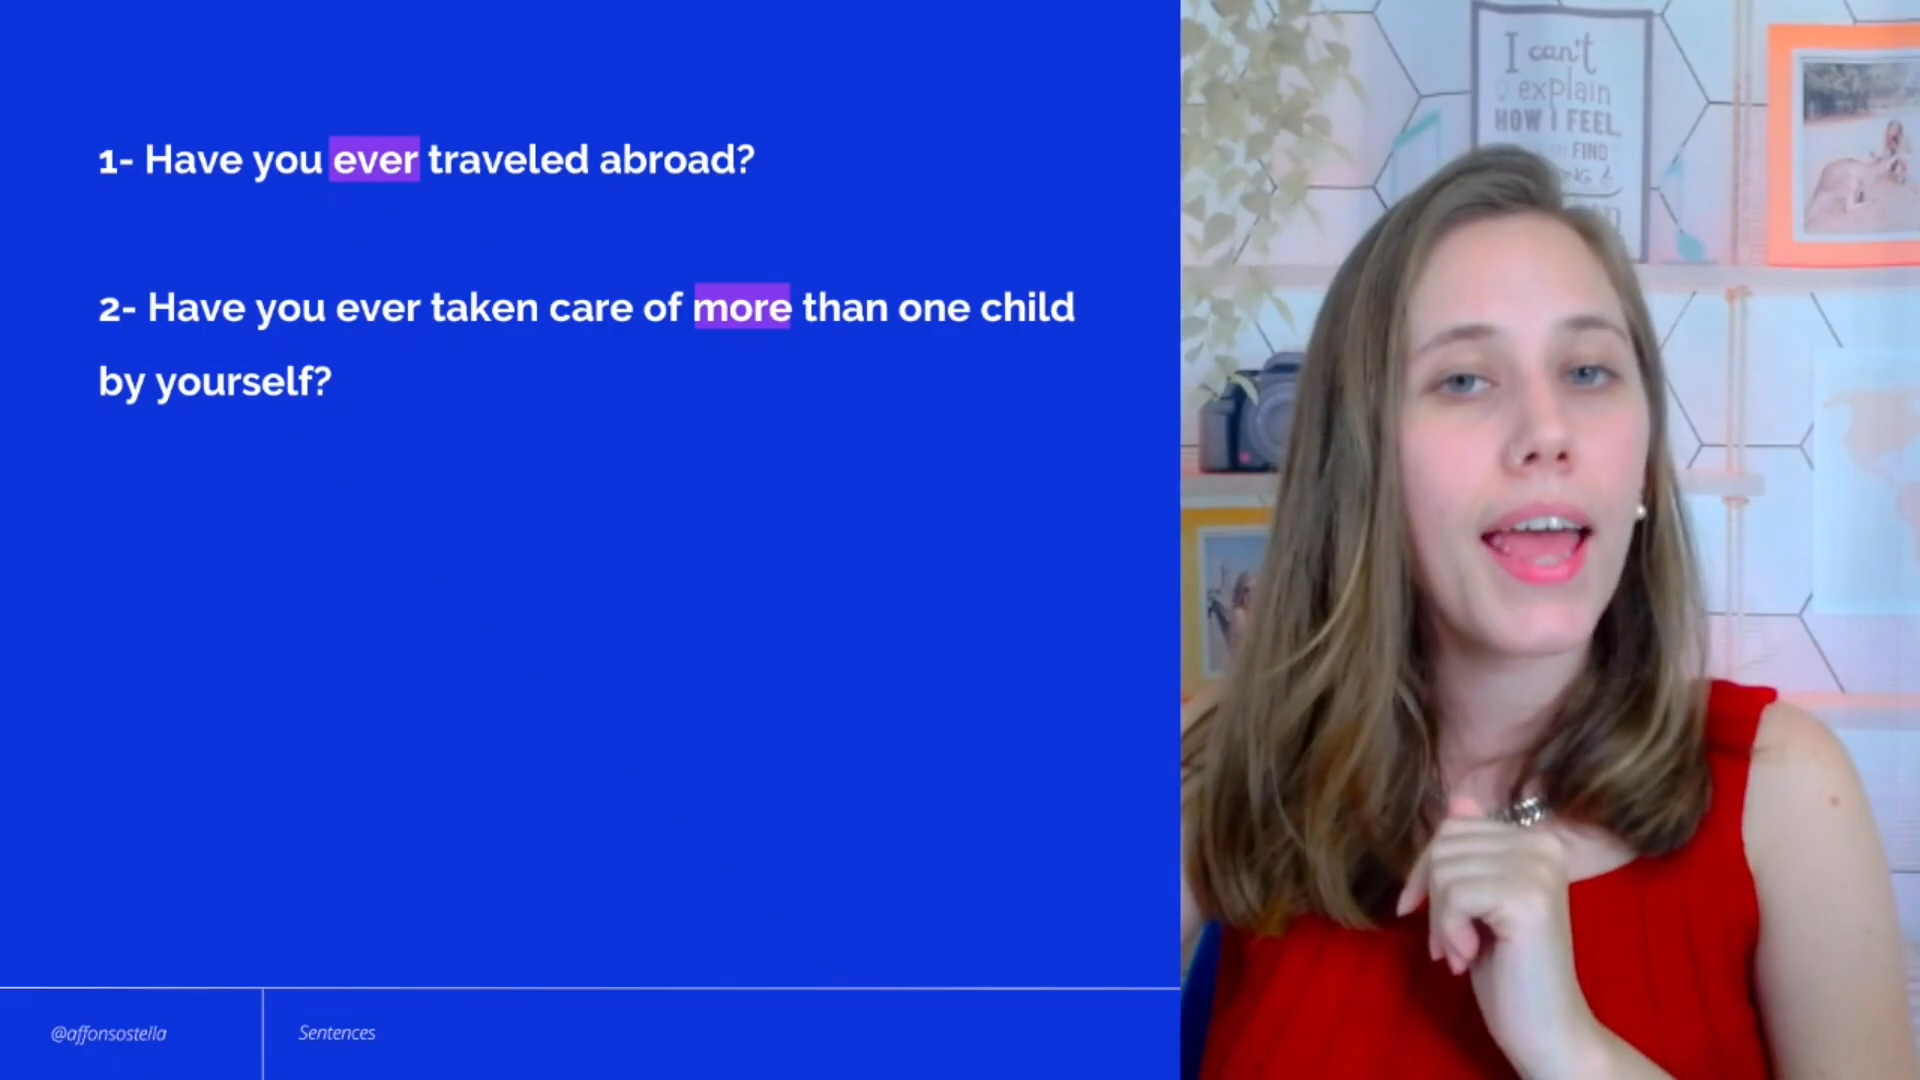 1- Have you ever traveled abroad?
2- Have you ever taken care of more than one child
by yourself?
@affonsostella
Sentences
I can't
explain
HOW I FEEL
FIND